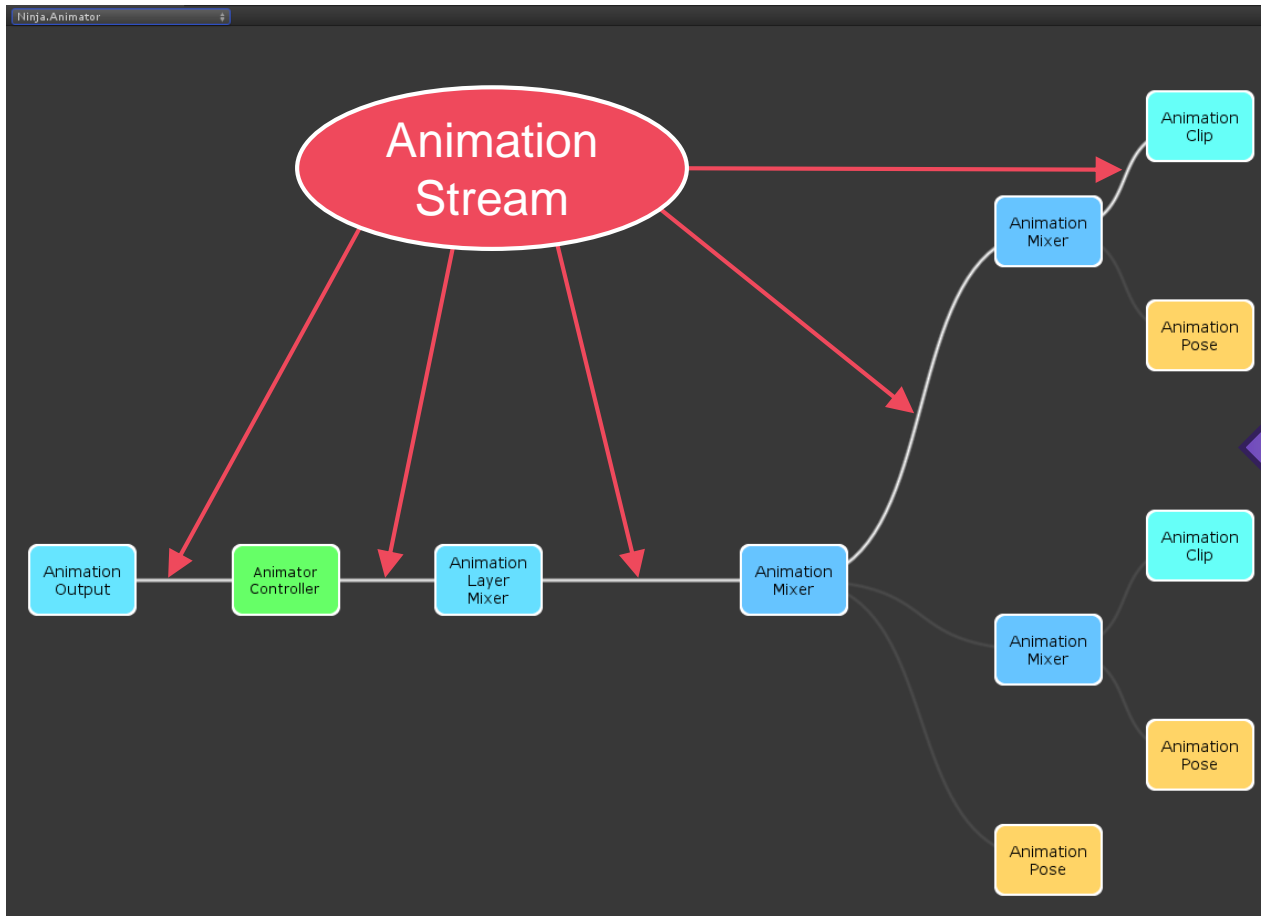 Ninja.Animator
Animation
Stream
Animation
Clip
Animation
Mixer
Animation
Pose
Animation
Output
Animator
Controller
Animation
Layer
Mixer
Animation
Mixer
Animation
Clip
Animation
Mixer
Animation
Pose
Animation
Pose